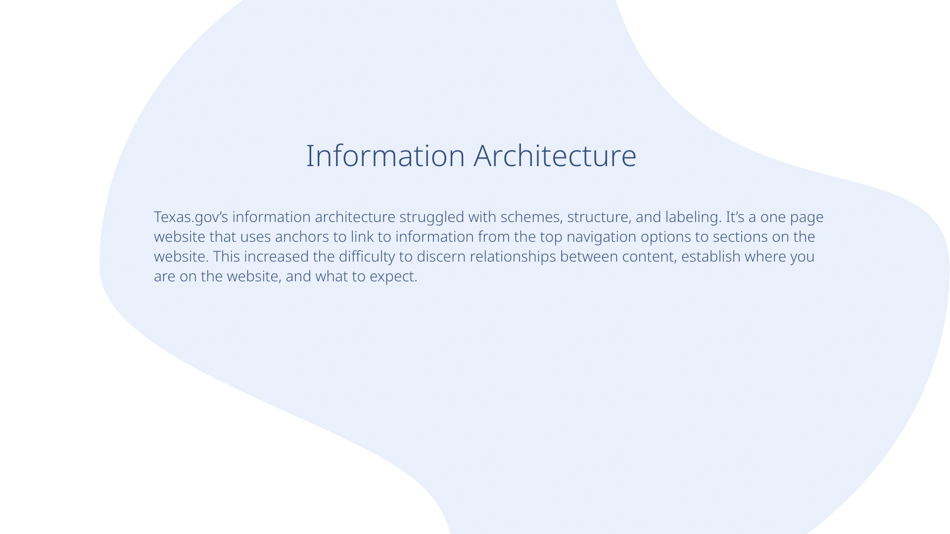 Information Architecture
Texas.gov’s information architecture struggled with schemes, structure, and labeling. It’s a one page
website that uses anchors to link to information from the top navigation options to sections on the
website. This increased the difficulty to discern relationships between content, establish where you
are on the website, and what to expect.